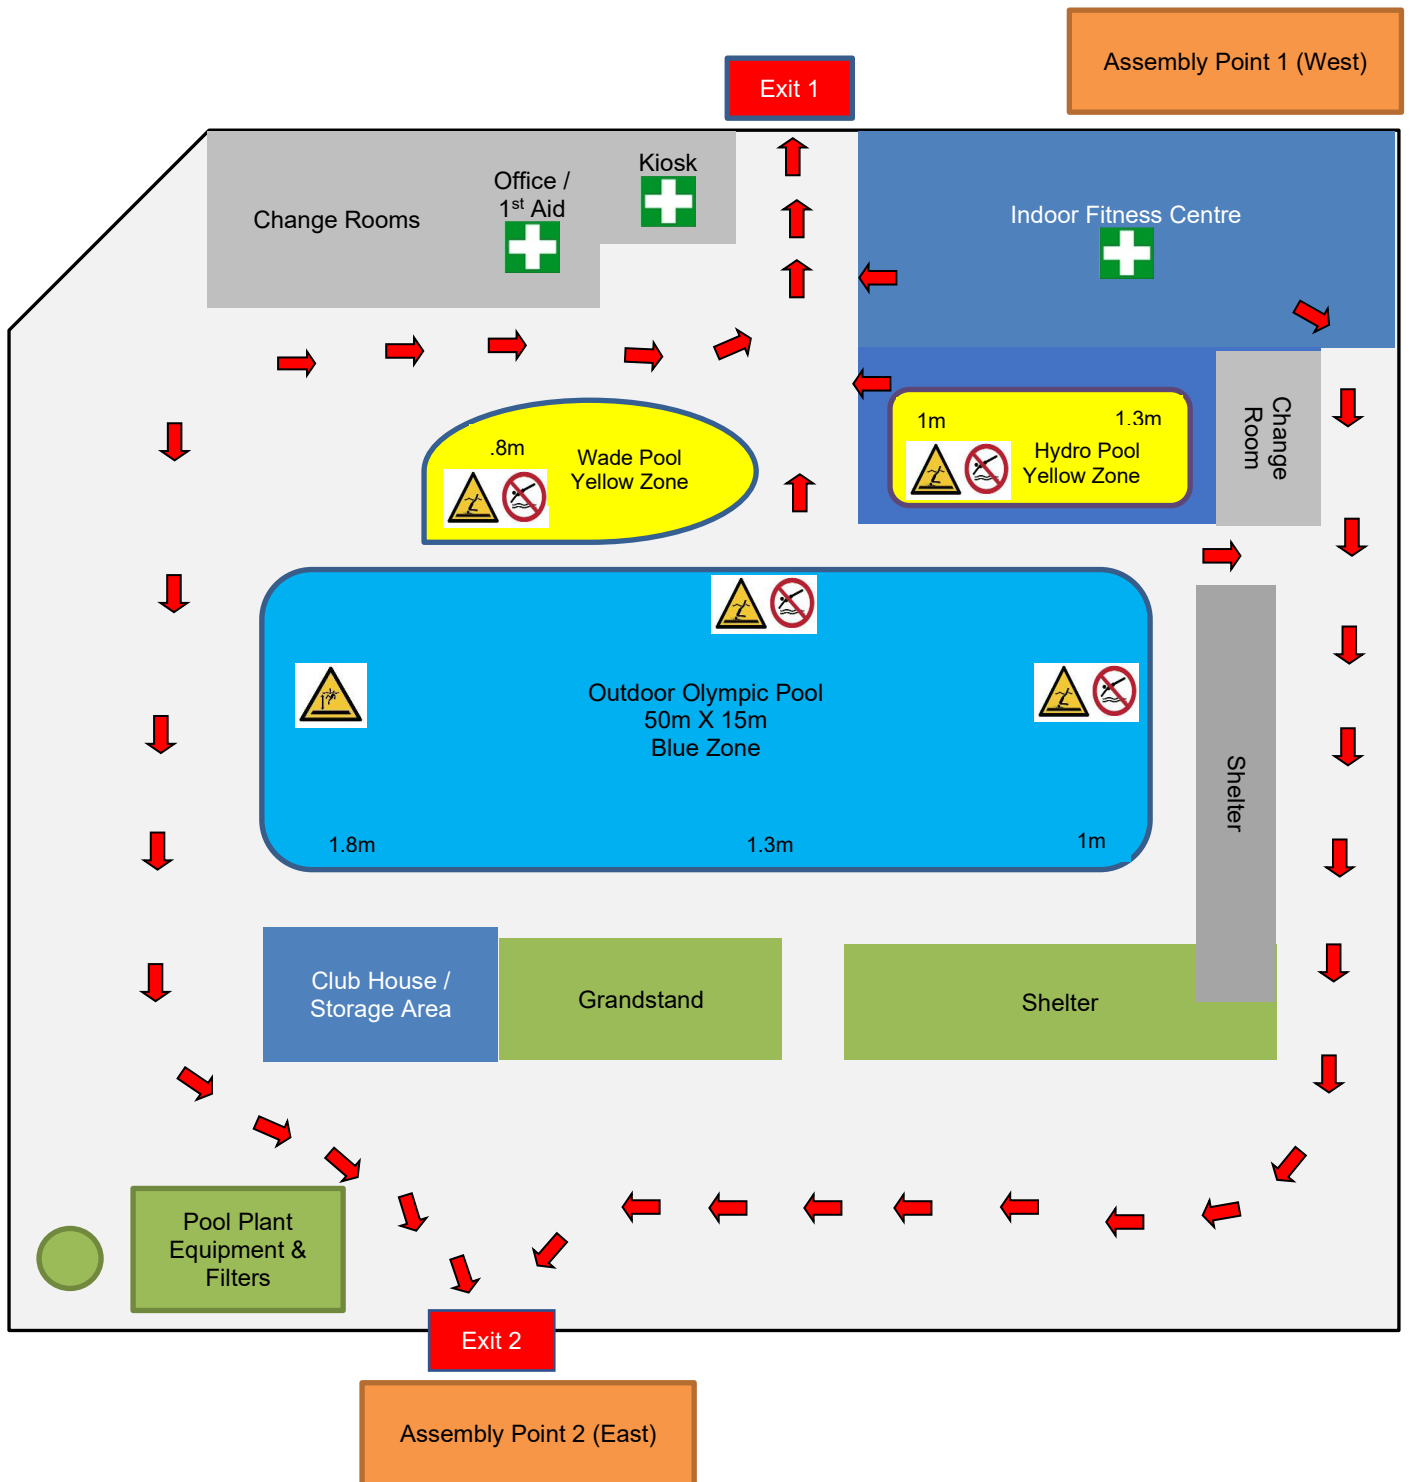 Assembly Point 1 (West)
Exit 1
Kiosk
Office /
1st Aid
Change Rooms
Indoor Fitness Centre
Change
Room
1m
1.3m
Hydro Pool
Yellow Zone
.8m
Wade Pool
Yellow Zone
Outdoor Olympic Pool
50m X 15m
Blue Zone
1.8m
1.3m
1m
Shelter
Club House /
Storage Area
Grandstand
Shelter
Pool Plant
Equipment &
Filters
Exit 2
Assembly Point 2 (East)